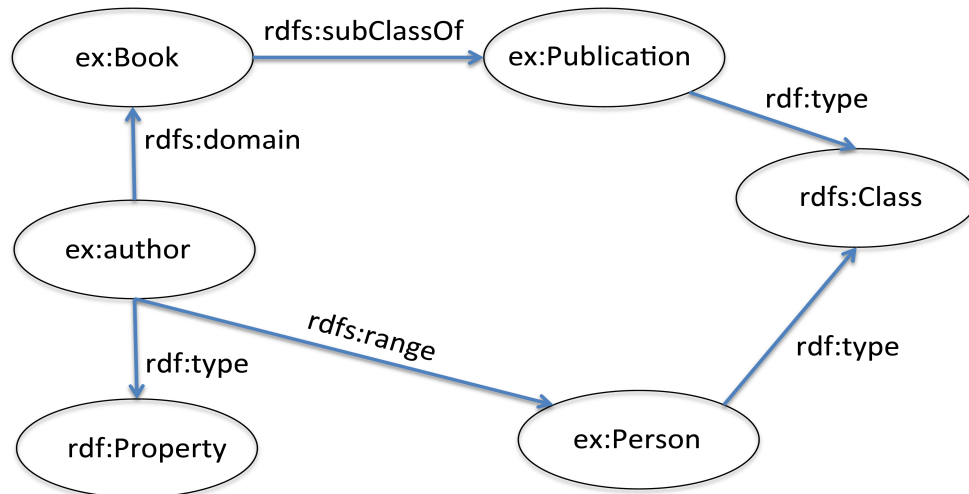 rdfs:subClassOf
ex:Book
ex:Publication
rdf:type
rdfs:domain
rdfs:Class
ex:author
rdfs:range
rdf:type
rdf:type
ex:Person
rdf:Property